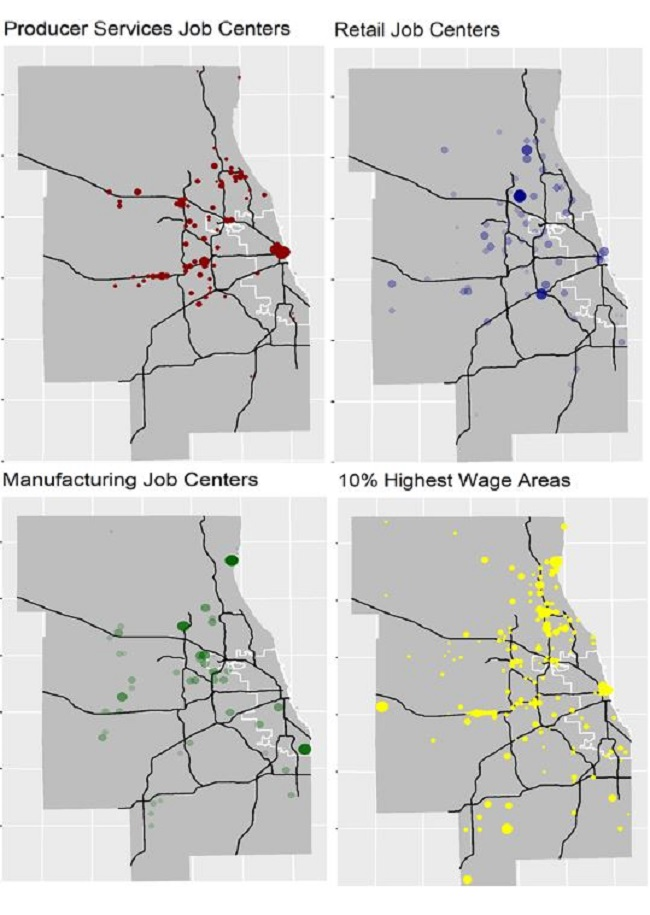 Producer Services Job Centers
Retail Job Centers
Manufacturing Job Centers
10% Highest Wage Areas